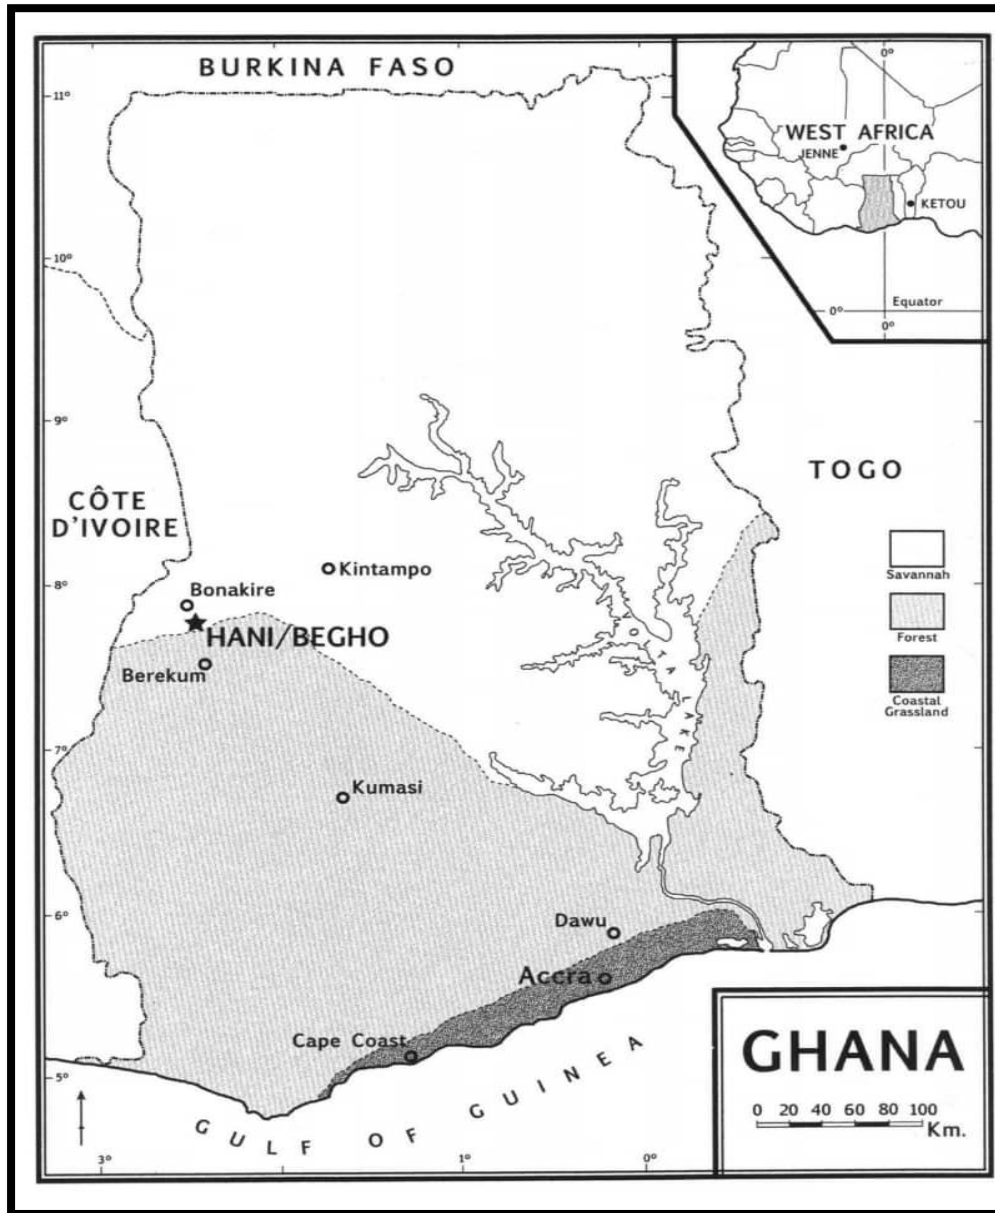 BURKINA FASO
0°
WEST AFRICA
JENNE
KETOU
Equator
0°
0°
11°
10°
9°
8°
7°
6°
5°
TOGO
CÔTE
D'IVOIRE
Savannah
Forest
Coastal
Grassland
Kintampo
Bonakire
HANI/BEGHO
Berekum
VOLTA LAKE
Kumasi
Dawu
Accra
Cape Coast
GULF OF GUINEA
GHANA
0 20 40 60 80 100
Km.
3°
1°
0°